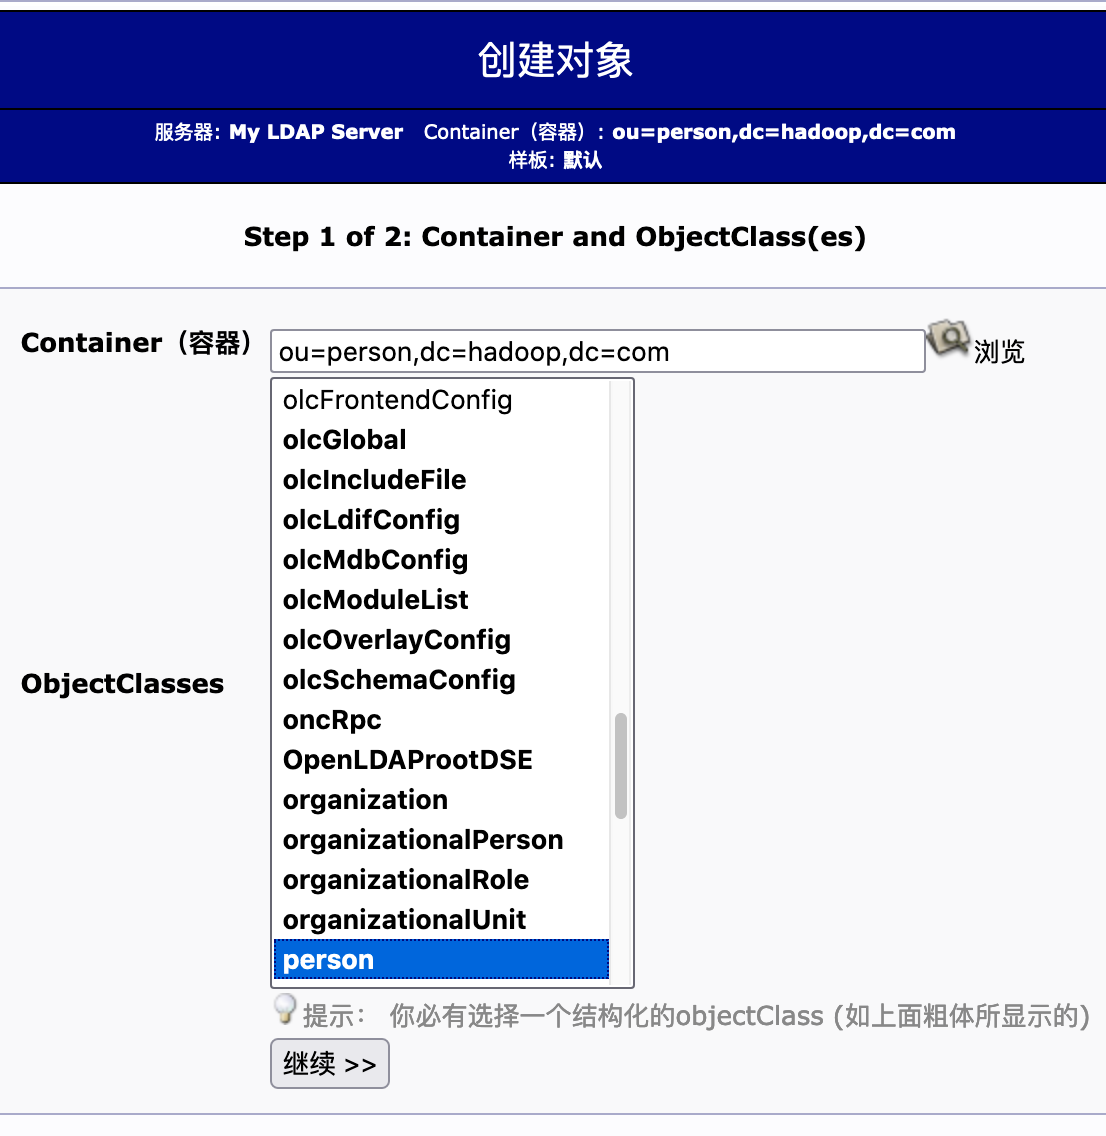 创建对象
服务器: My LDAP Server Container（容器）: ou=person,dc=hadoop,dc=com
样板: 默认
Step 1 of 2: Container and ObjectClass(es)
Container（容器） ou=person,dc=hadoop,dc=com 浏览
olcFrontendConfig
olcGlobal
olcIncludeFile
olcLdifConfig
olcMdbConfig
olcModuleList
olcOverlayConfig
ObjectClasses olcSchemaConfig
oncRpc
OpenLDAProotDSE
organization
organizationalPerson
organizationalRole
organizationalUnit
person
提示： 你必有选择一个结构化的objectClass (如上面粗体所显示的)
继续 >>